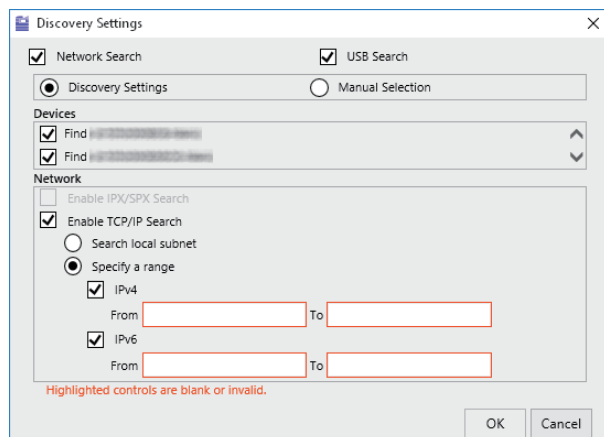 Discovery Settings
Network Search USB Search
Discovery Settings Manual Selection
Devices
Find
Find
Network
Enable IPX/SPX Search
Enable TCP/IP Search
Search local subnet
Specify a range
IPv4
From To
IPv6
From To
Highlighted controls are blank or invalid.
OK Cancel